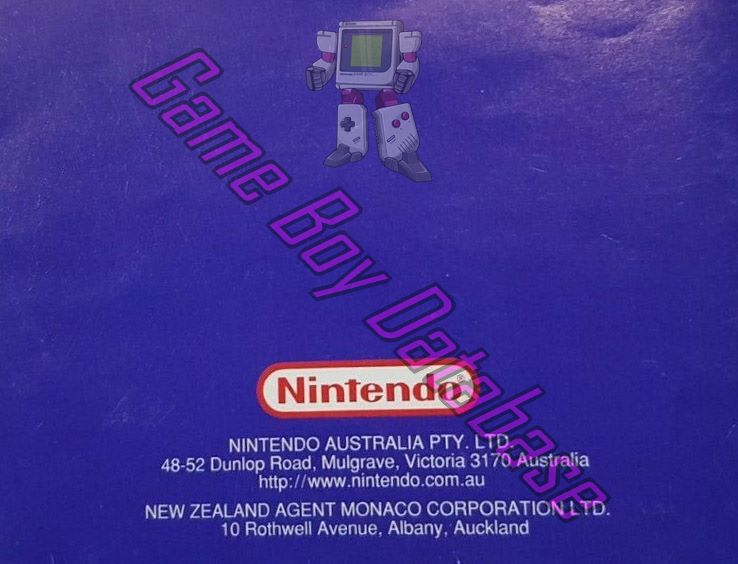 Game Boy Database
Nintendo®
NINTENDO AUSTRALIA PTY. LTD.
48-52 Dunlop Road, Mulgrave, Victoria 3170 Australia
http://www.nintendo.com.au
NEW ZEALAND AGENT MONACO CORPORATION LTD.
10 Rothwell Avenue, Albany, Auckland